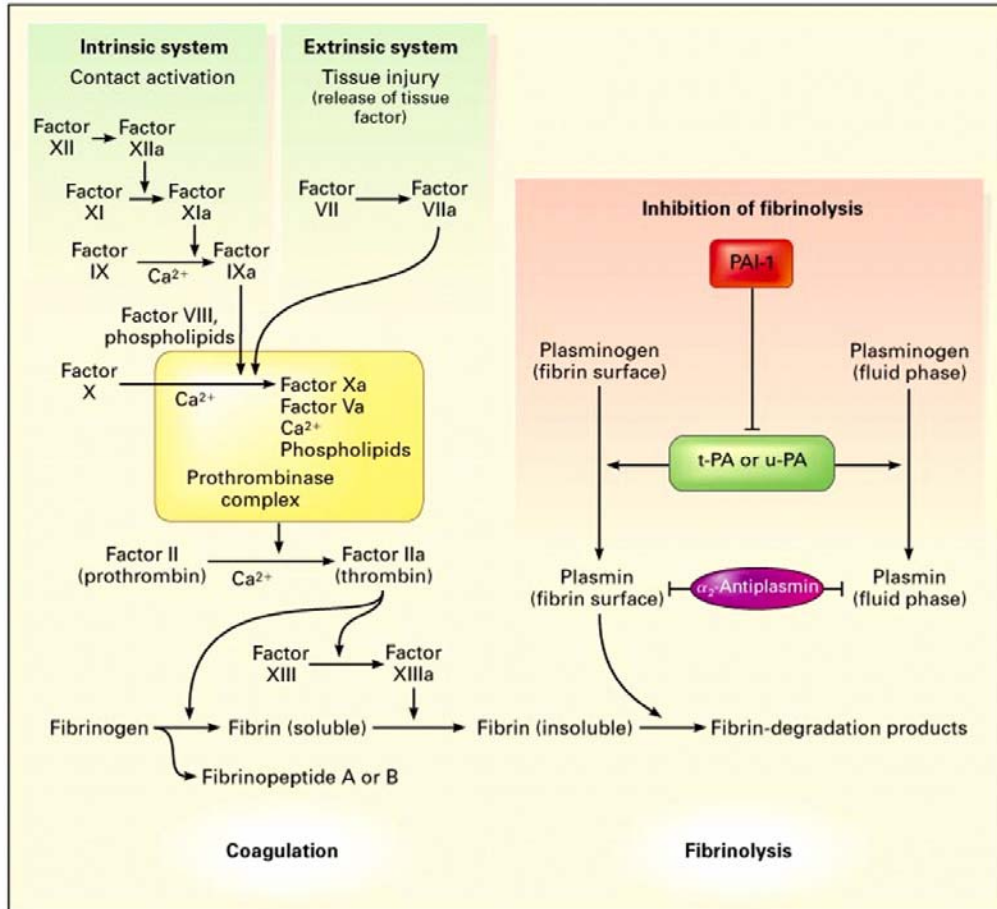 Intrinsic system
Contact activation
Factor
XII
Factor
XIIa
Factor
XI
Factor
XIa
Factor
IX
Ca²⁺
Factor
IXa
Factor VIII,
phospholipids
Extrinsic system
Tissue injury
(release of tissue
factor)
Factor
VII
Factor
VIIa
Factor
X
Ca²⁺
Factor Xa
Factor Va
Ca²⁺
Phospholipids
Prothrombinase
complex
Factor II
(prothrombin)
Ca²⁺
Factor IIa
(thrombin)
Factor
XIII
Factor
XIIIa
Fibrinogen
Fibrin (soluble)
Fibrin (insoluble)
Fibrin-degradation products
Fibrinopeptide A or B
Coagulation
Inhibition of fibrinolysis
PAI-1
Plasminogen
(fibrin surface)
Plasminogen
(fluid phase)
t-PA or u-PA
Plasmin
(fibrin surface)
α₂-Antiplasmin
Plasmin
(fluid phase)
Fibrinolysis